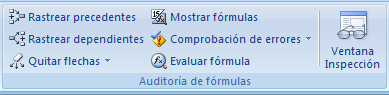 Rastrear precedentes
Mostrar fórmulas
Rastrear dependientes
Comprobación de errores
Quitar flechas
Evaluar fórmula
Ventana
Inspección
Auditoría de fórmulas